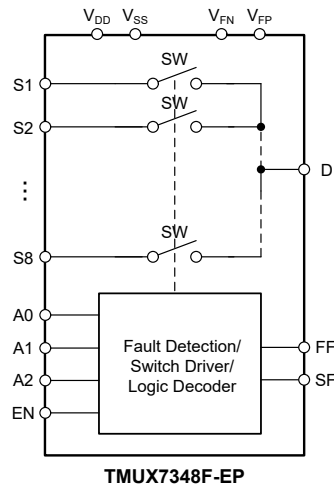 VDD VSS VFN VFP
SW
S1
SW
S2
D
⋮
SW
S8
A0
A1
A2
EN
Fault Detection/
Switch Driver/
Logic Decoder
FF
SF
TMUX7348F-EP